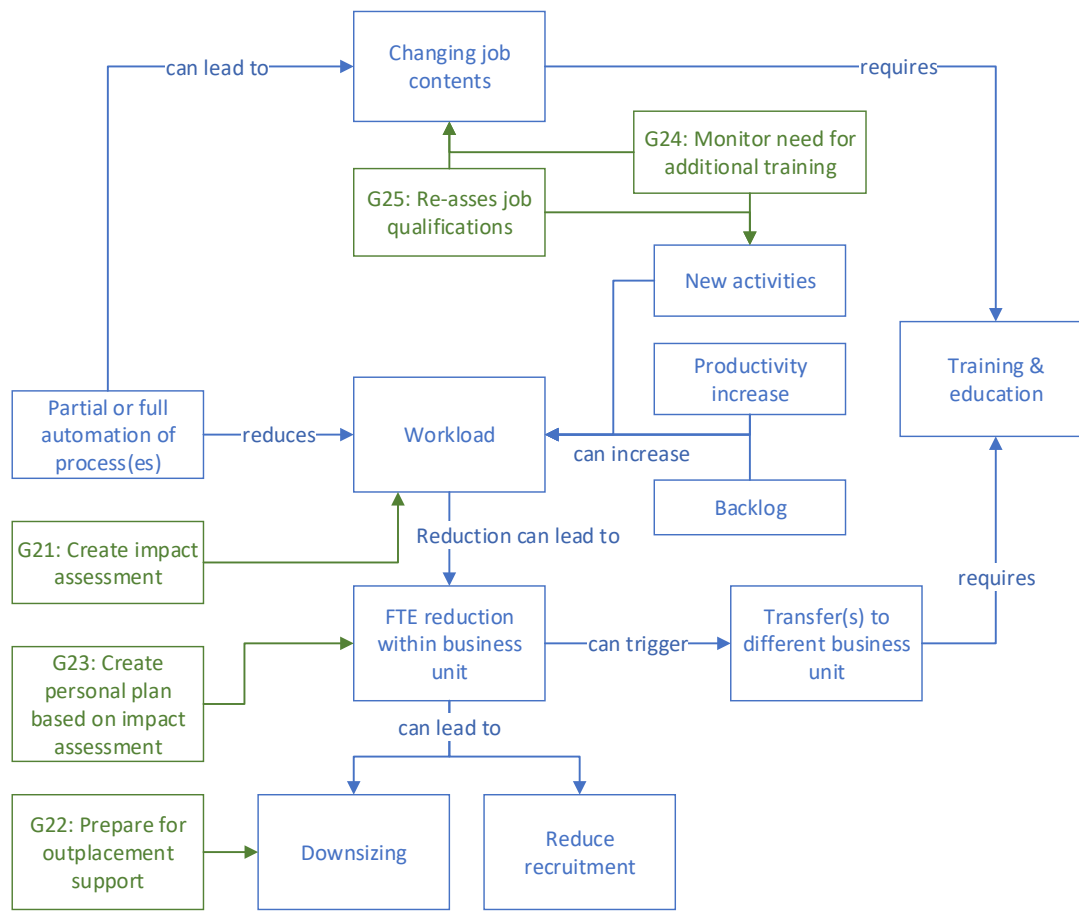 Changing job
contents
can lead to
requires
G24: Monitor need for
additional training
G25: Re-asses job
qualifications
New activities
Productivity
increase
Training &
education
Partial or full
automation of
process(es)
reduces
Workload
can increase
Backlog
Reduction can lead to
G21: Create impact
assessment
requires
FTE reduction
within business
unit
can trigger
Transfer(s) to
different business
unit
G23: Create
personal plan
based on impact
assessment
can lead to
G22: Prepare for
outplacement
support
Downsizing
Reduce
recruitment